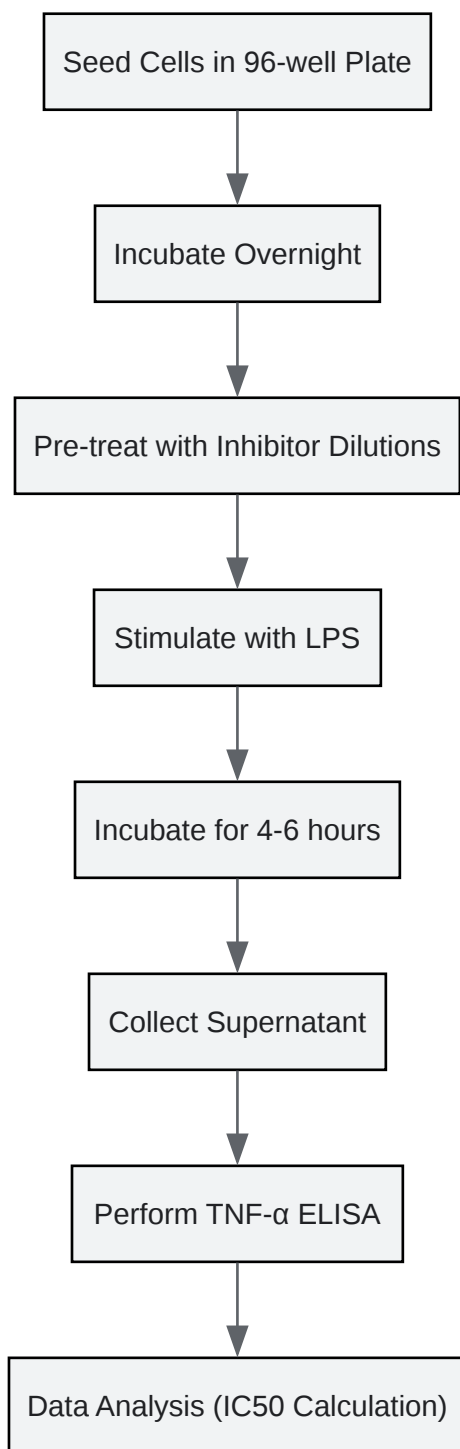 Seed Cells in 96-well Plate
Incubate Overnight
Pre-treat with Inhibitor Dilutions
Stimulate with LPS
Incubate for 4-6 hours
Collect Supernatant
Perform TNF-α ELISA
Data Analysis (IC50 Calculation)